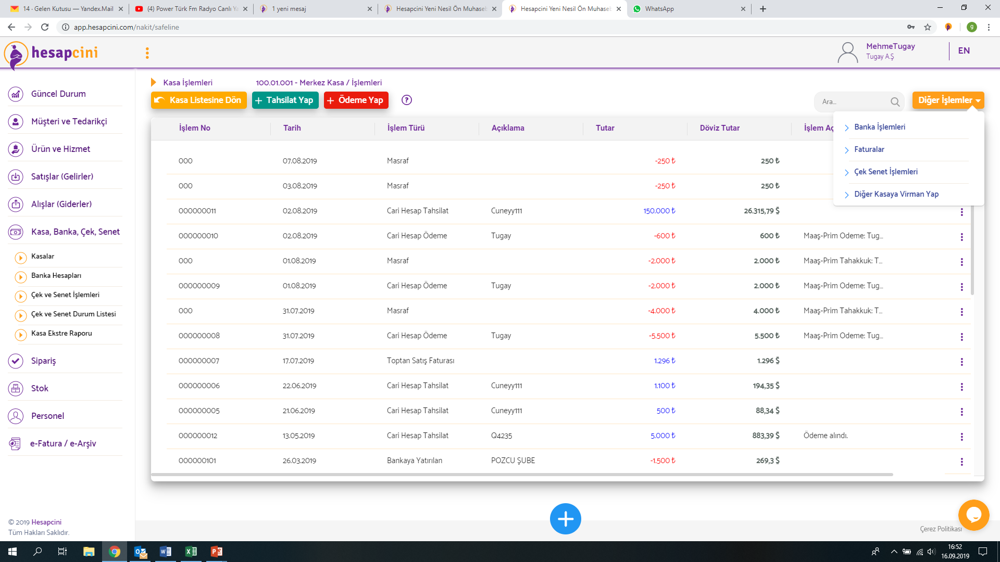 14 · Gelen Kutusu — Yandex.Mail
(4) Power Türk Fm Radyo Canlı Ya
1 yeni mesaj
Hesapcini Yeni Nesil Ön Muhaseb
Hesapcini Yeni Nesil Ön Muhaseb
WhatsApp
app.hesapcini.com/nakit/safeline
g
hesapcini
MehmeTugay
Tugay A.Ş
EN
Güncel Durum
Müşteri ve Tedarikçi
Ürün ve Hizmet
Satışlar (Gelirler)
Alışlar (Giderler)
Kasa, Banka, Çek, Senet
Kasalar
Banka Hesapları
Çek ve Senet İşlemleri
Çek ve Senet Durum Listesi
Kasa Ekstre Raporu
Sipariş
Stok
Personel
e-Fatura / e-Arşiv
© 2019 Hesapcini
Tüm Hakları Saklıdır.
Kasa İşlemleri 100.01.001 - Merkez Kasa / İşlemleri
Kasa Listesine Dön
+ Tahsilat Yap
+ Ödeme Yap
?
Ara...
Diğer İşlemler
Banka İşlemleri
Faturalar
Çek Senet İşlemleri
Diğer Kasaya Virman Yap
İşlem No Tarih İşlem Türü Açıklama Tutar Döviz Tutar İşlem Aç
000 07.08.2019 Masraf -250 ₺ 250 ₺
000 03.08.2019 Masraf -250 ₺ 250 ₺
000000011 02.08.2019 Cari Hesap Tahsilat Cuneyy111 150.000 ₺ 26.315,79 $
000000010 02.08.2019 Cari Hesap Ödeme Tugay -600 ₺ 600 ₺ Maaş-Prim Odeme: Tug...
000 01.08.2019 Masraf -2.000 ₺ 2.000 ₺ Maaş-Prim Tahakkuk: T...
000000009 01.08.2019 Cari Hesap Ödeme Tugay -2.000 ₺ 2.000 ₺ Maaş-Prim Odeme: Tug...
000 31.07.2019 Masraf -4.000 ₺ 4.000 ₺ Maaş-Prim Tahakkuk: T...
000000008 31.07.2019 Cari Hesap Ödeme Tugay -5.500 ₺ 5.500 ₺ Maaş-Prim Odeme: Tug...
000000007 17.07.2019 Toptan Satış Faturası 1.296 ₺ 1.296 $
000000006 22.06.2019 Cari Hesap Tahsilat Cuneyy111 1.100 ₺ 194,35 $
000000005 21.06.2019 Cari Hesap Tahsilat Cuneyy111 500 ₺ 88,34 $
000000012 13.05.2019 Cari Hesap Tahsilat Q4235 5.000 ₺ 883,39 $ Ödeme alındı.
000000101 26.03.2019 Bankaya Yatırılan POZCU ŞUBE -1.500 ₺ 269,3 $
Çerez Politikası
16:52
16.09.2019